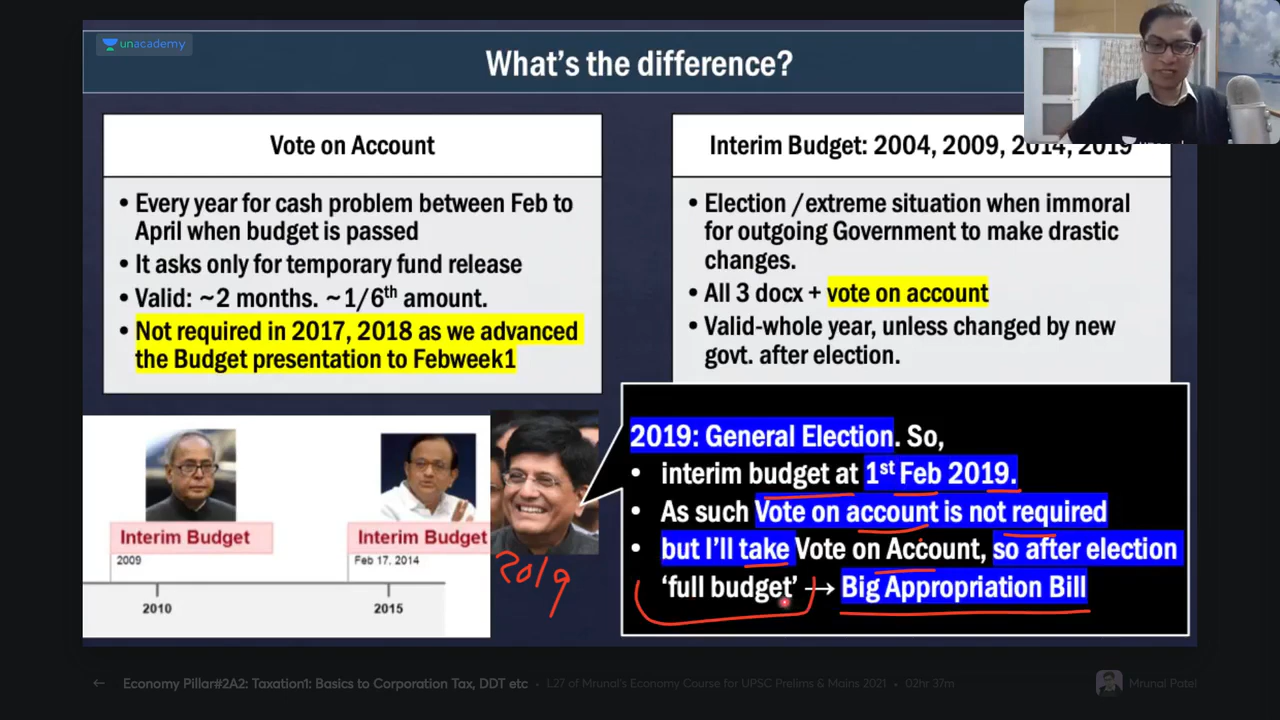 unacademy
What's the difference?
Vote on Account
• Every year for cash problem between Feb to
April when budget is passed
• It asks only for temporary fund release
• Valid: ~2 months. ~1/6th amount.
• Not required in 2017, 2018 as we advanced
the Budget presentation to Febweek1
Interim Budget: 2004, 2009, 2014, 2019
• Election /extreme situation when immoral
for outgoing Government to make drastic
changes.
• All 3 docx + vote on account
• Valid-whole year, unless changed by new
govt. after election.
2019: General Election. So,
• interim budget at 1st Feb 2019.
• As such Vote on account is not required
• but I'll take Vote on Account, so after election
'full budget' → Big Appropriation Bill
Interim Budget
2009
2010
Interim Budget
Feb 17, 2014
2015
2019
← Economy Pillar#2A2: Taxation1: Basics to Corporation Tax, DDT etc • L27 of Mrunal's Economy Course for UPSC Prelims & Mains 2021 • 02hr 37m
Mrunal Patel